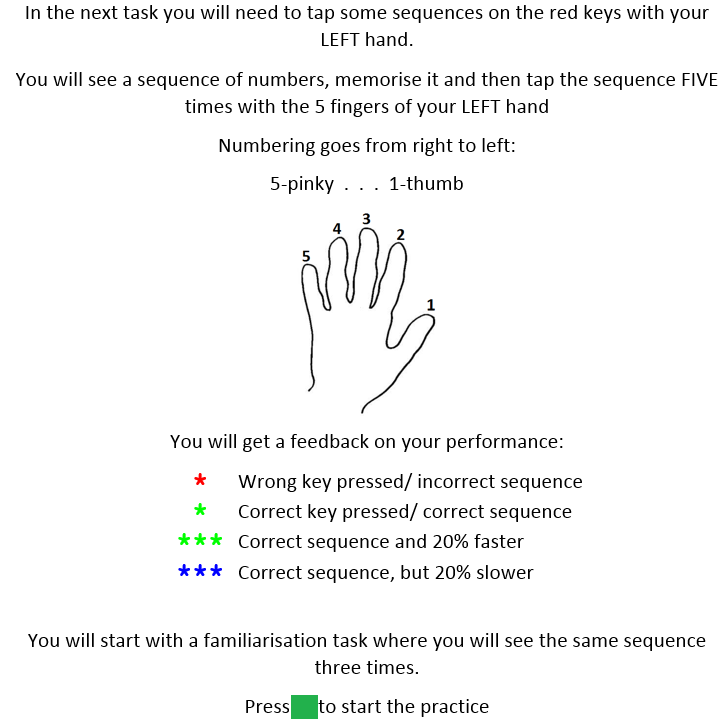 In the next task you will need to tap some sequences on the red keys with your
LEFT hand.
You will see a sequence of numbers, memorise it and then tap the sequence FIVE
times with the 5 fingers of your LEFT hand
Numbering goes from right to left:
5-pinky . . . 1-thumb
3
4
2
5
1
You will get a feedback on your performance:
* Wrong key pressed/ incorrect sequence
* Correct key pressed/ correct sequence
*** Correct sequence and 20% faster
*** Correct sequence, but 20% slower
You will start with a familiarisation task where you will see the same sequence
three times.
Press to start the practice